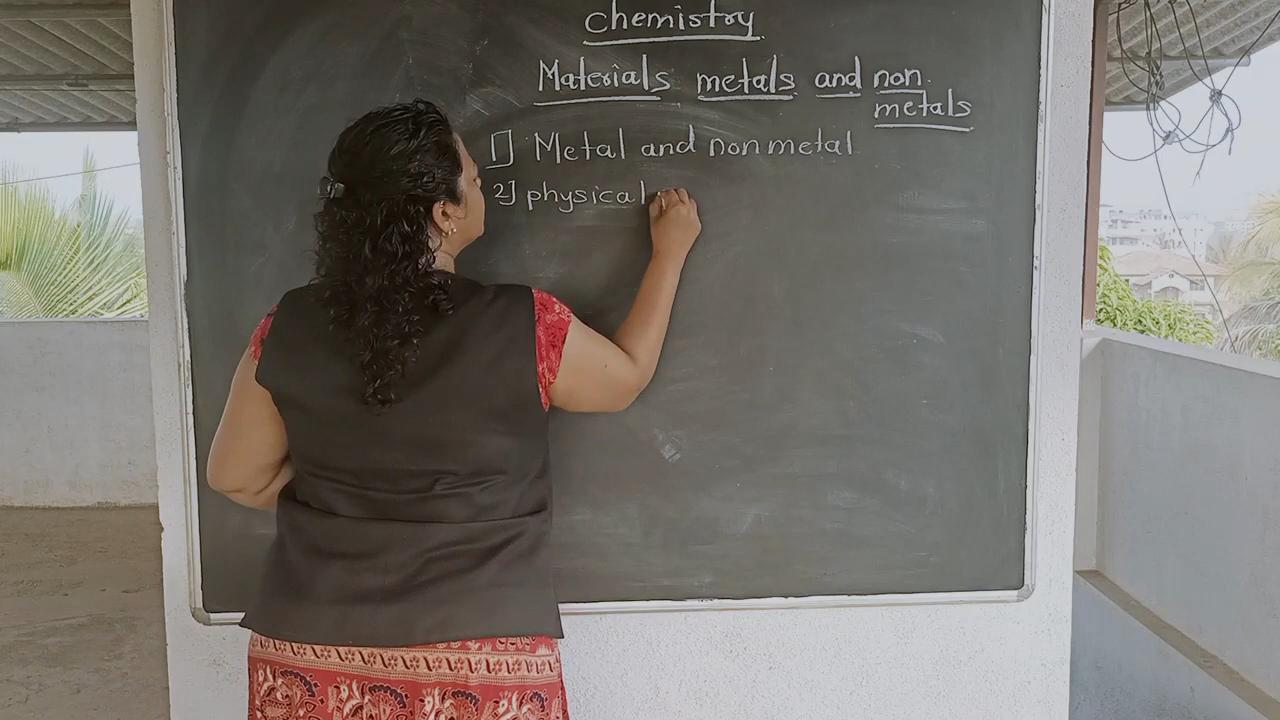 Chemistry
Materials metals and non.
metals
1] Metal and nonmetal
2] physical